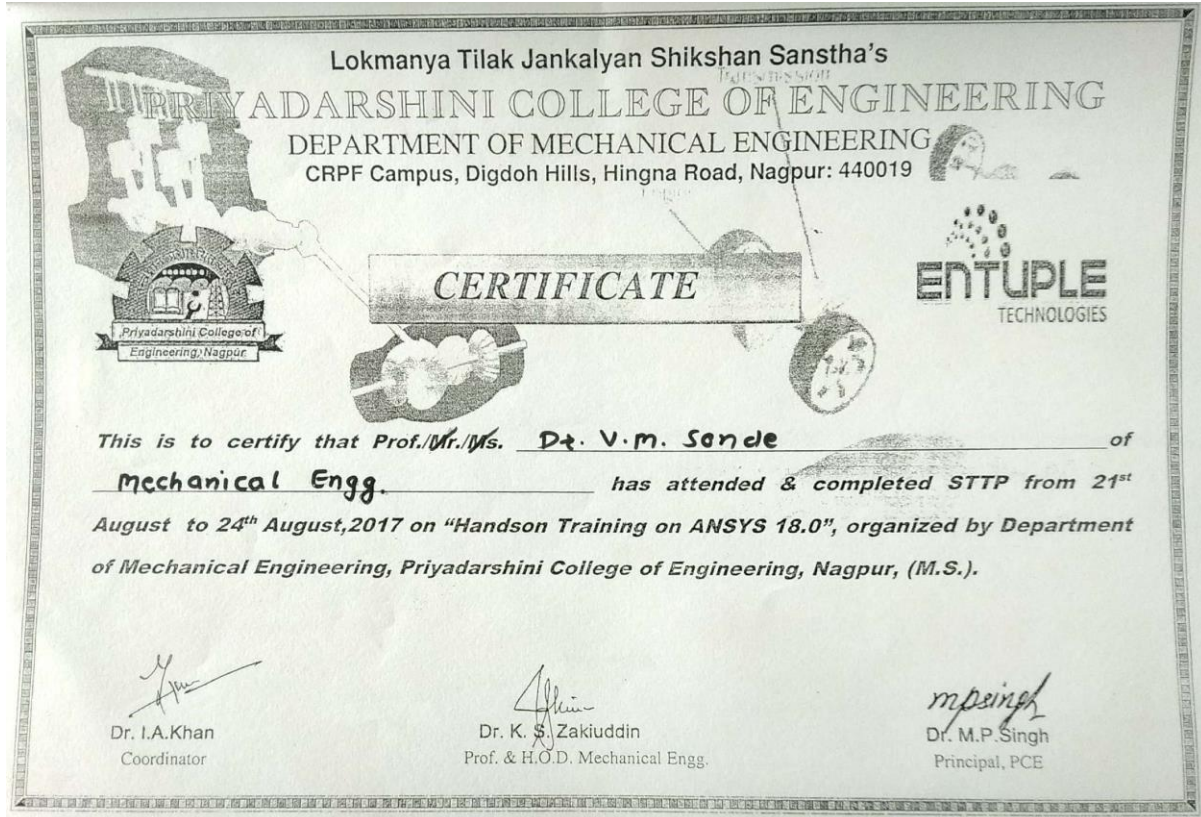 Lokmanya Tilak Jankalyan Shikshan Sanstha's
Transmission
PRIYADARSHINI COLLEGE OF ENGINEERING
DEPARTMENT OF MECHANICAL ENGINEERING
CRPF Campus, Digdoh Hills, Hingna Road, Nagpur: 440019
CERTIFICATE
Priyadarshini College of
Engineering, Nagpur
ENTUPLE
TECHNOLOGIES
This is to certify that Prof./Mr./Ms. Dr. V.M. Sonde of
Mechanical Engg. has attended & completed STTP from 21st
August to 24th August,2017 on “Handson Training on ANSYS 18.0”, organized by Department
of Mechanical Engineering, Priyadarshini College of Engineering, Nagpur, (M.S.).
mpsingh
Dr. I.A.Khan
Coordinator
Dr. K. S. Zakiuddin
Prof. & H.O.D. Mechanical Engg.
Dr. M.P.Singh
Principal, PCE